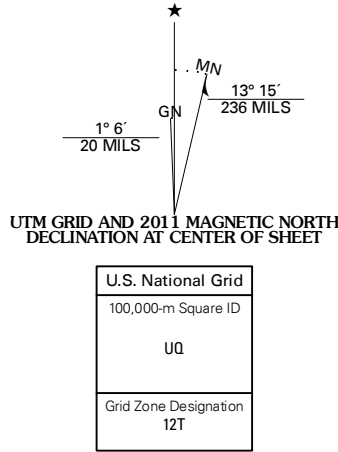 ★
MN
GN
13° 15´
236 MILS
1° 6´
20 MILS
UTM GRID AND 2011 MAGNETIC NORTH
DECLINATION AT CENTER OF SHEET
U.S. National Grid
100,000-m Square ID
UQ
Grid Zone Designation
12T